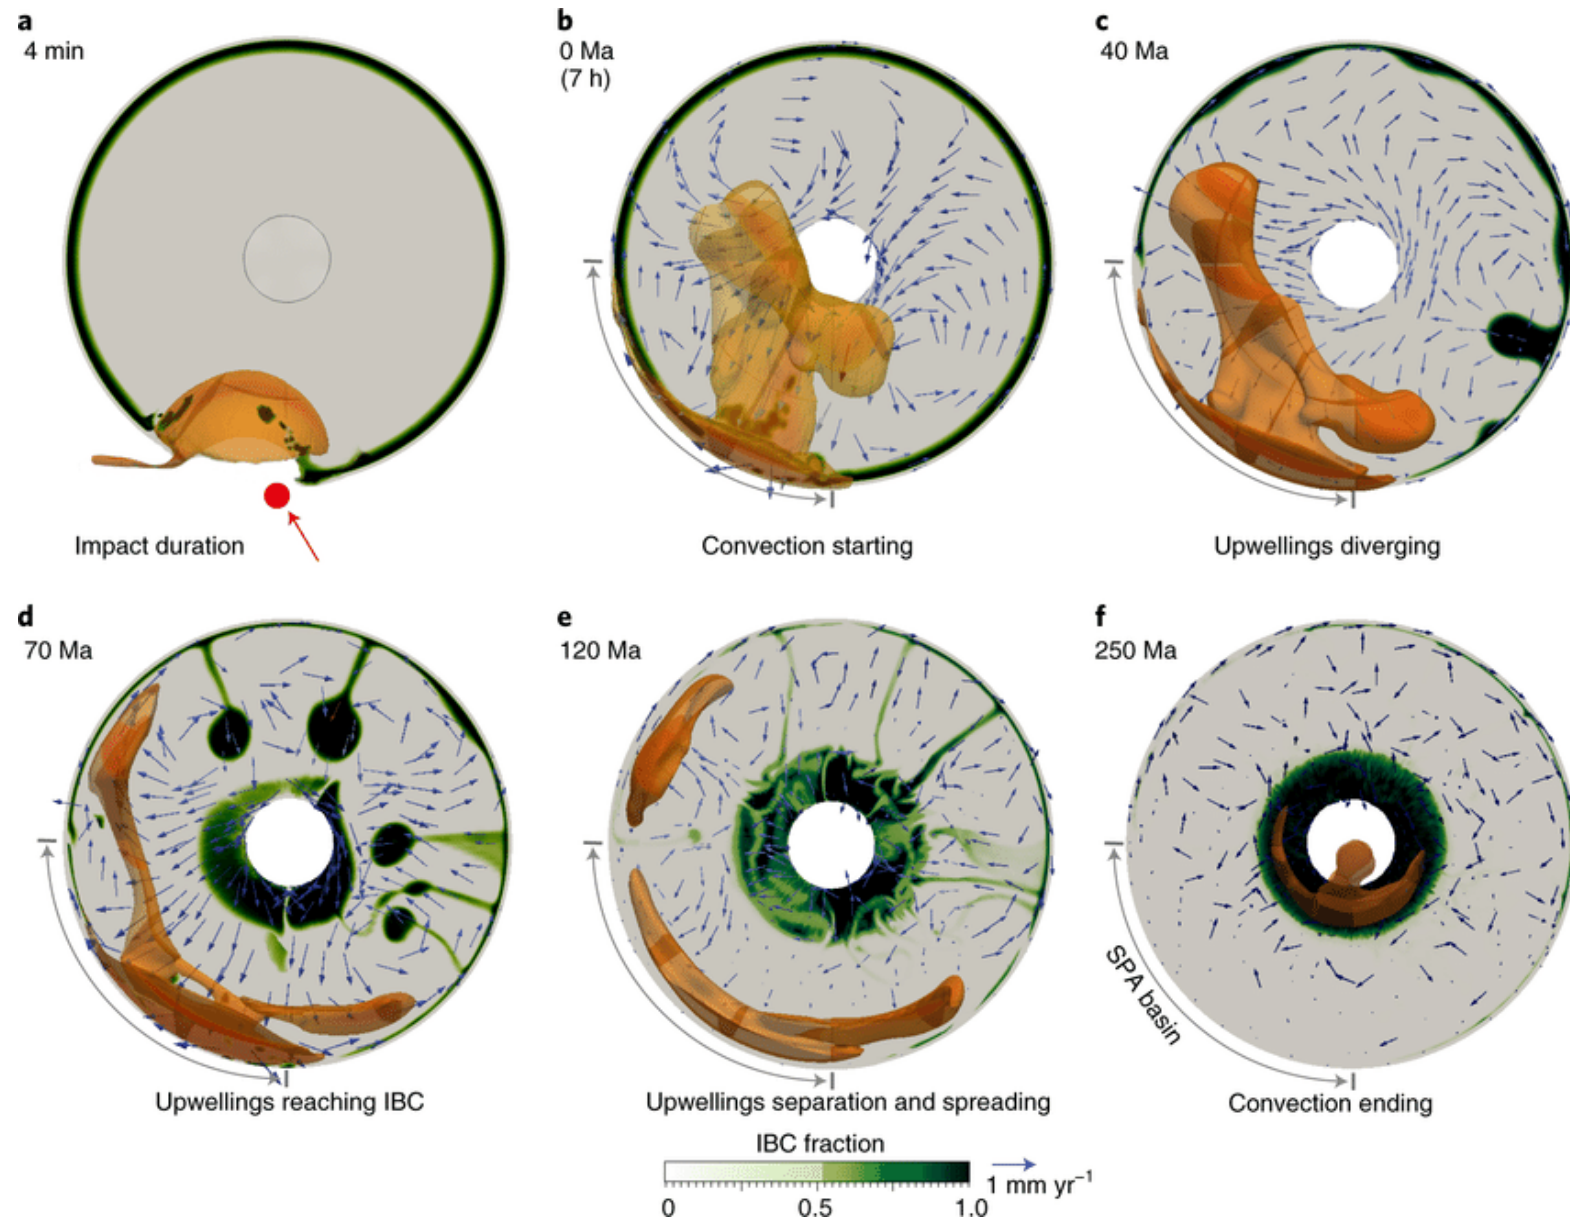 a
4 min
Impact duration
b
0 Ma
(7 h)
Convection starting
c
40 Ma
Upwellings diverging
d
70 Ma
Upwellings reaching IBC
e
120 Ma
Upwellings separation and spreading
f
250 Ma
SPA basin
Convection ending
IBC fraction
0 0.5 1.0
1 mm yr⁻¹